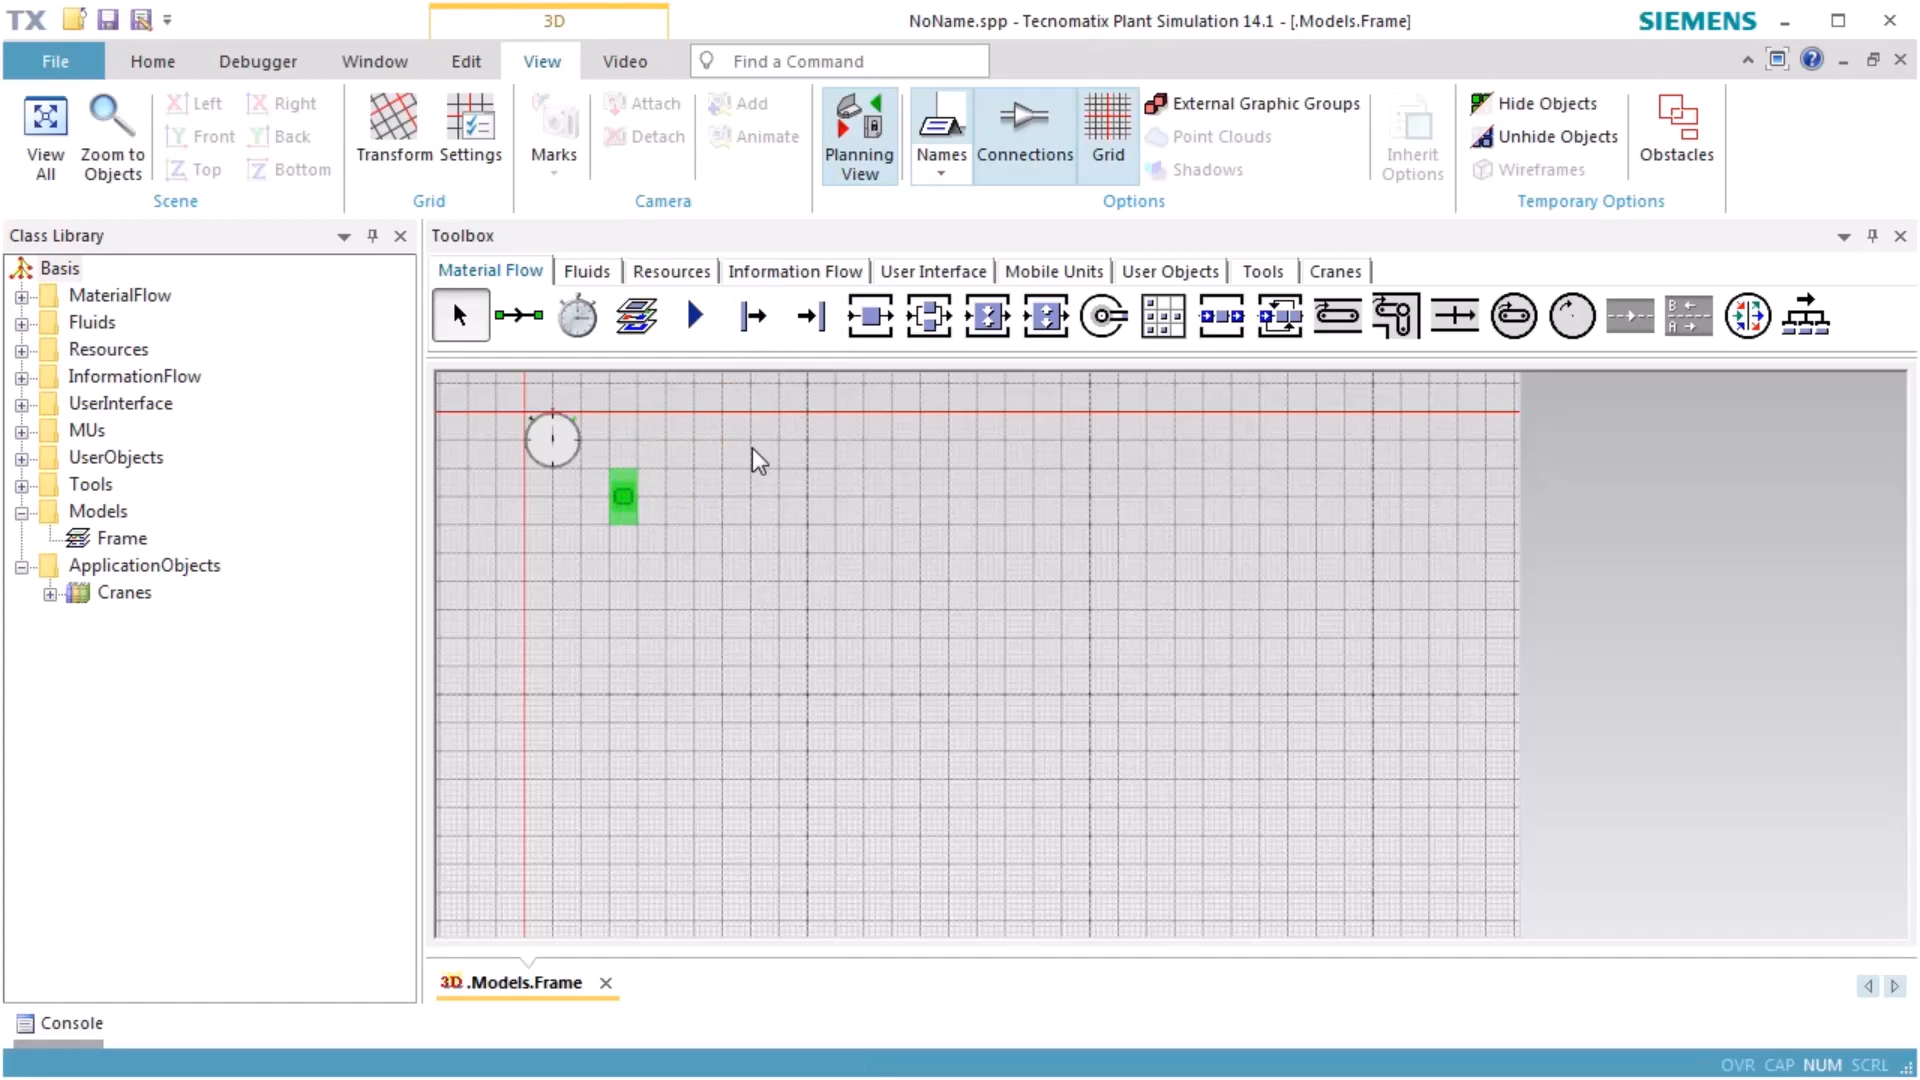 TX
3D
NoName.spp - Tecnomatix Plant Simulation 14.1 - [.Models.Frame]
SIEMENS
File
Home
Debugger
Window
Edit
View
Video
Find a Command
View All
Zoom to Objects
Left
Right
Front
Back
Top
Bottom
Scene
Transform
Settings
Grid
Marks
Attach
Detach
Add
Animate
Camera
Planning View
Names
Connections
Grid
External Graphic Groups
Point Clouds
Shadows
Options
Inherit Options
Hide Objects
Unhide Objects
Wireframes
Obstacles
Temporary Options
Class Library
Toolbox
Basis
MaterialFlow
Fluids
Resources
InformationFlow
UserInterface
MUs
UserObjects
Tools
Models
Frame
ApplicationObjects
Cranes
Material Flow
Fluids
Resources
Information Flow
User Interface
Mobile Units
User Objects
Tools
Cranes
B
A
3D .Models.Frame
Console
OVR CAP NUM SCRL